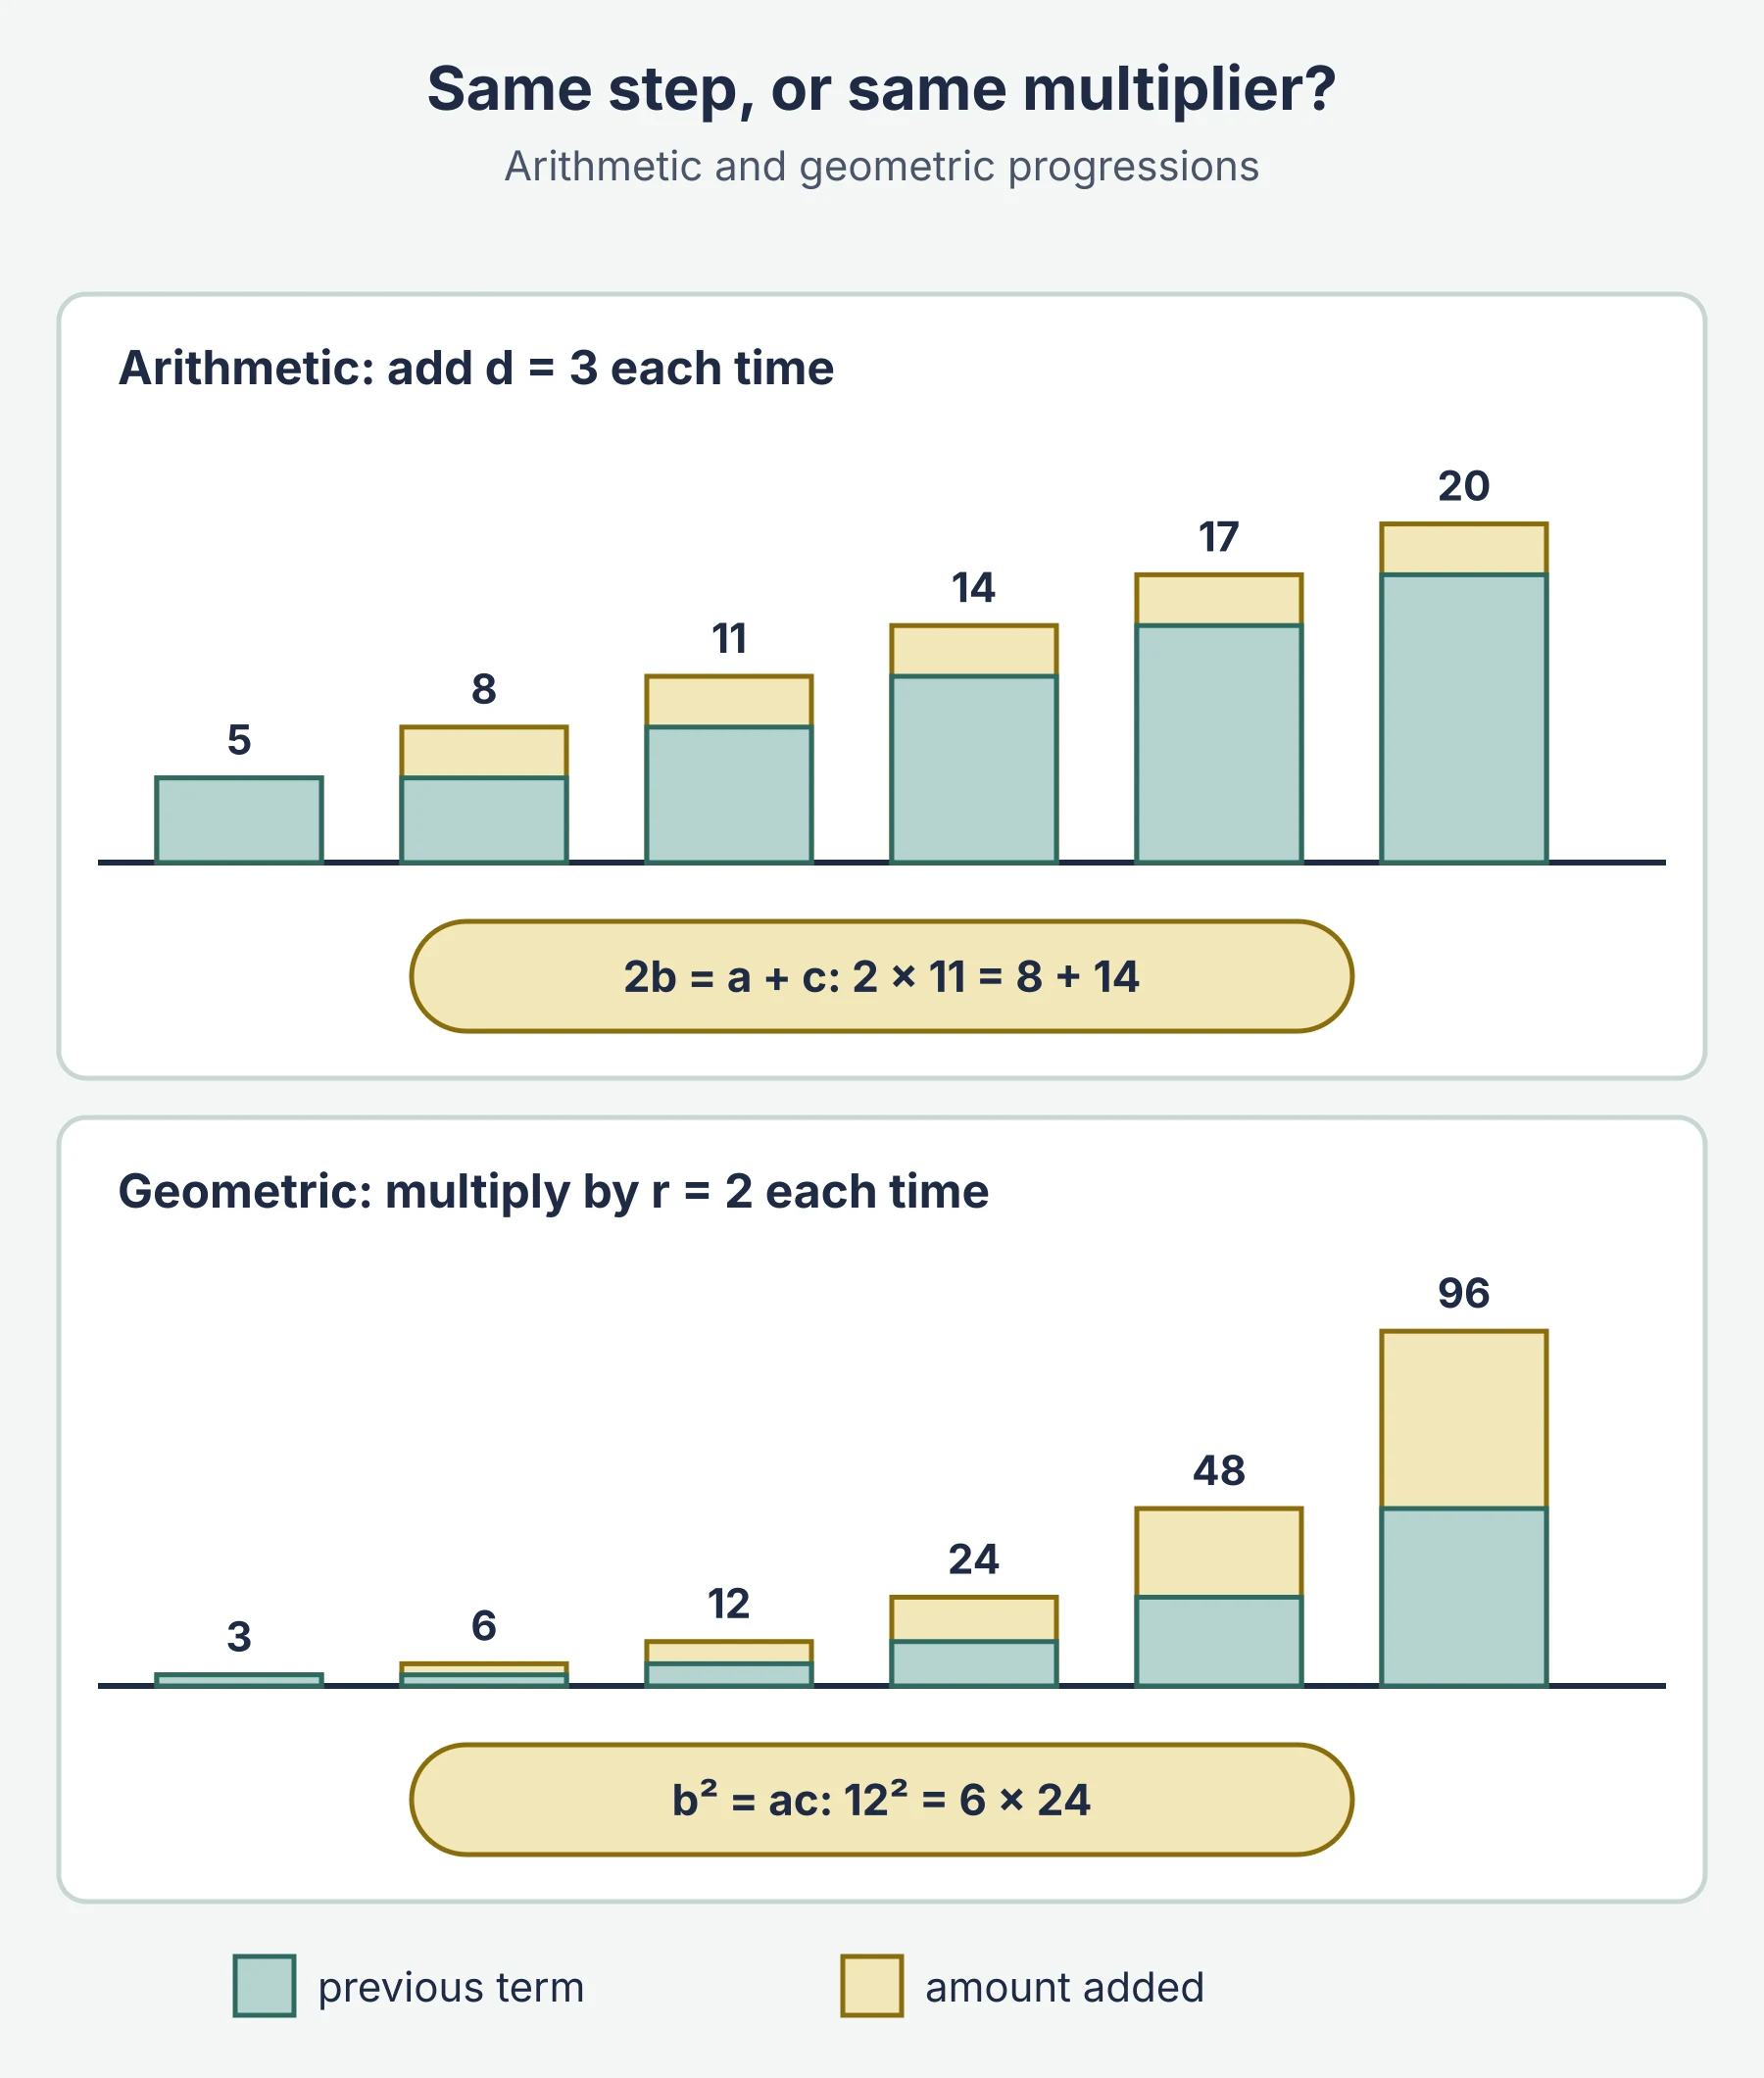 Same step, or same multiplier?
Arithmetic and geometric progressions
Arithmetic: add d = 3 each time
5
8
11
14
17
20
2b = a + c: 2 × 11 = 8 + 14
Geometric: multiply by r = 2 each time
3
6
12
24
48
96
b² = ac: 12² = 6 × 24
previous term
amount added